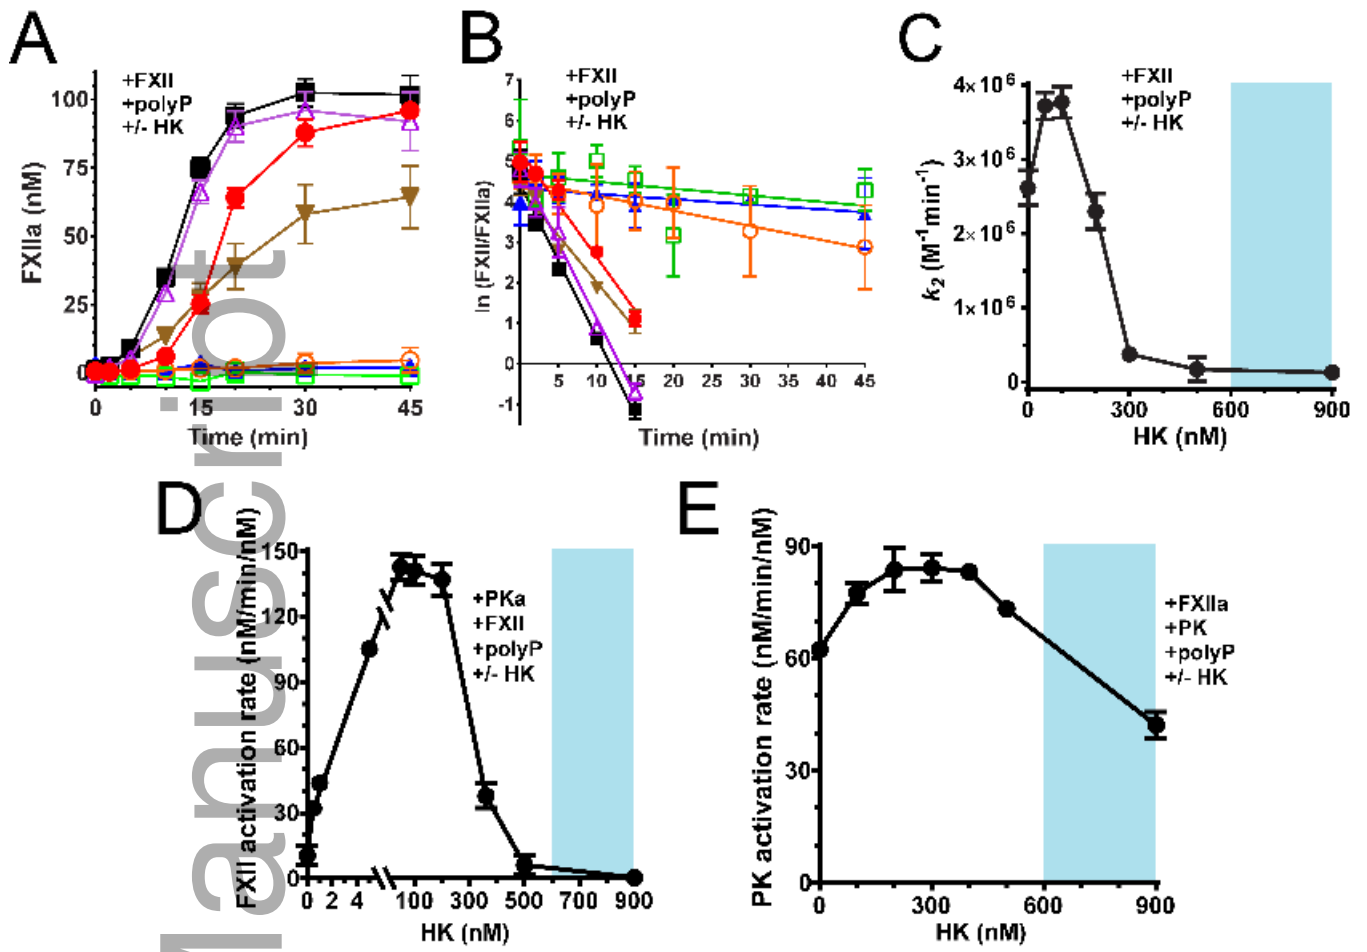 A
+FXII
+polyP
+/- HK
FXIIa (nM)
100
75
50
25
0
0
15
30
45
Time (min)
B
+FXII
+polyP
+/- HK
ln (FXII/FXIIa)
7
6
5
4
3
2
1
0
-1
5
10
15
20
25
30
35
40
45
Time (min)
C
+FXII
+polyP
+/- HK
k₂ (M⁻¹min⁻¹)
4×10⁶
3×10⁶
2×10⁶
1×10⁶
0
0
300
600
900
HK (nM)
D
+PKa
+FXII
+polyP
+/- HK
FXII activation rate (nM/min/nM)
150
120
90
60
30
0
0
2
4
100
300
500
700
900
HK (nM)
E
+FXIIa
+PK
+polyP
+/- HK
PK activation rate (nM/min/nM)
90
60
30
0
0
300
600
900
HK (nM)